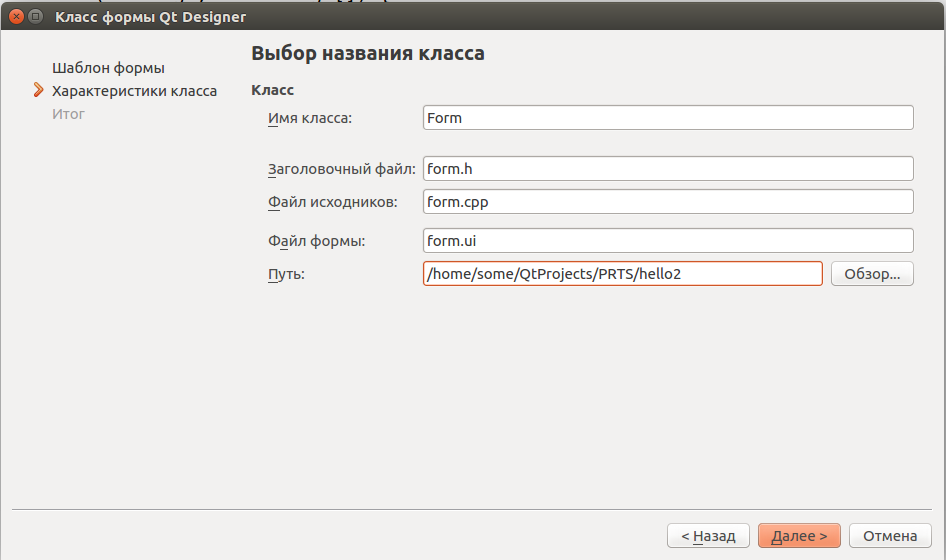 Класс формы Qt Designer
Выбор названия класса
Шаблон формы
Характеристики класса
Итог
Класс
Имя класса: Form
Заголовочный файл: form.h
Файл исходников: form.cpp
Файл формы: form.ui
Путь: /home/some/QtProjects/PRTS/hello2 Обзор...
< Назад Далее > Отмена